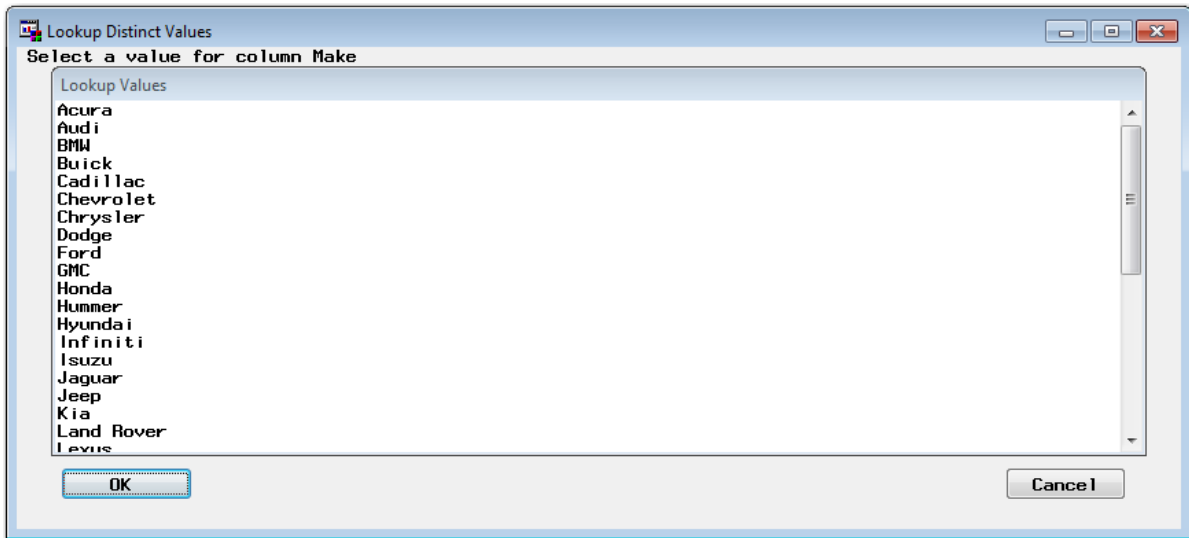 Lookup Distinct Values
Select a value for column Make
Lookup Values
Acura
Audi
BMW
Buick
Cadillac
Chevrolet
Chrysler
Dodge
Ford
GMC
Honda
Hummer
Hyundai
Infiniti
Isuzu
Jaguar
Jeep
Kia
Land Rover
Lexus
OK
Cancel